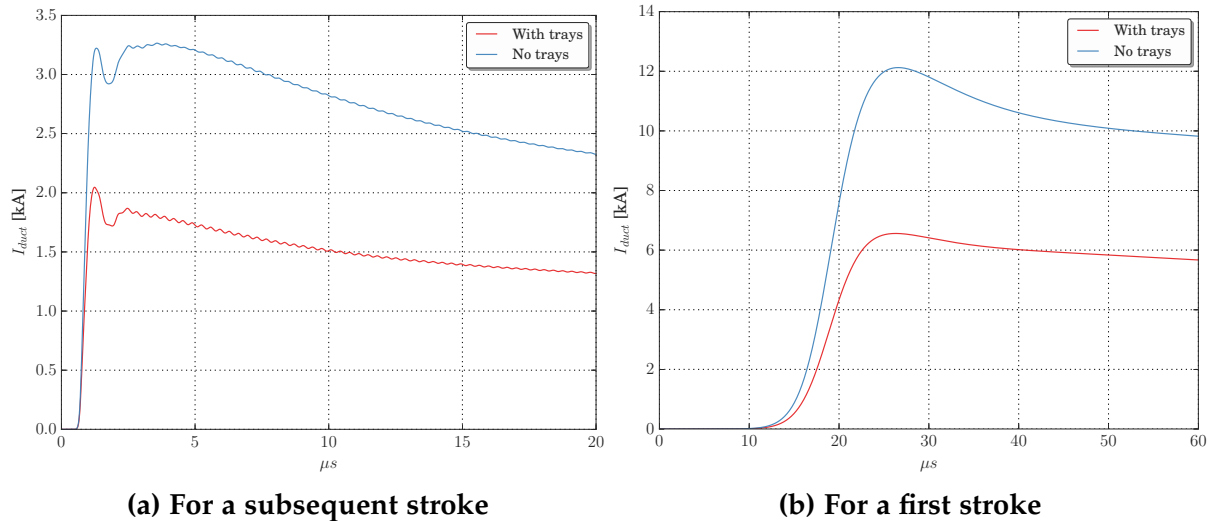 3.5
3.0
2.5
2.0
1.5
1.0
0.5
0.0
I_duct [kA]
0 5 10 15 20
μs
With trays
No trays
(a) For a subsequent stroke
14
12
10
8
6
4
2
0
I_duct [kA]
0 10 20 30 40 50 60
μs
With trays
No trays
(b) For a first stroke